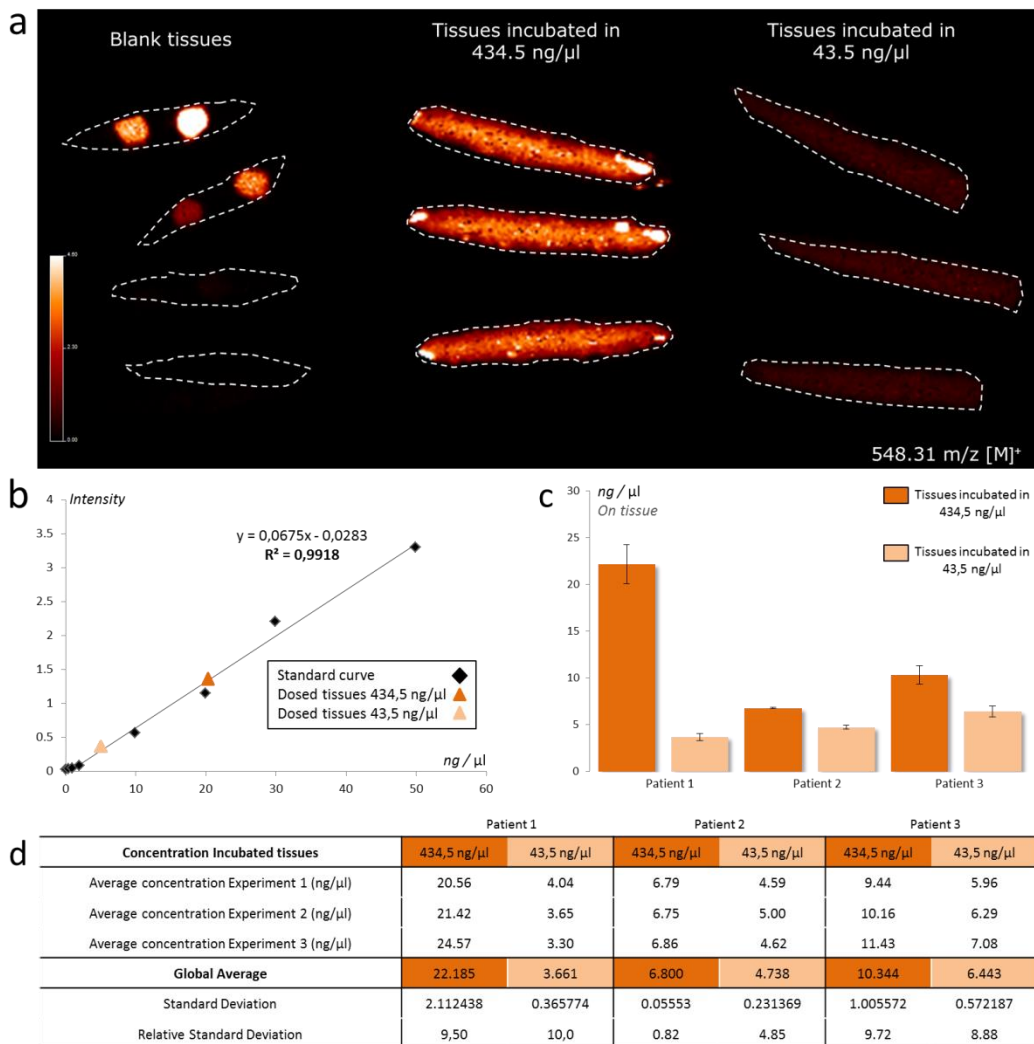 a
Blank tissues
Tissues incubated in
434.5 ng/µl
Tissues incubated in
43.5 ng/µl
4.00
2.00
0.00
548.31 m/z [M]⁺
b
Intensity
4
3.5
3
2.5
2
1.5
1
0.5
0
0
10
20
30
40
50
60
ng / µl
y = 0,0675x - 0,0283
R² = 0,9918
Standard curve
Dosed tissues 434,5 ng/µl
Dosed tissues 43,5 ng/µl
c
ng / µl
On tissue
30
25
20
15
10
5
0
Patient 1
Patient 2
Patient 3
Tissues incubated in
434,5 ng/µl
Tissues incubated in
43,5 ng/µl
d
Patient 1 Patient 2 Patient 3
Concentration Incubated tissues 434,5 ng/µl 43,5 ng/µl 434,5 ng/µl 43,5 ng/µl 434,5 ng/µl 43,5 ng/µl
Average concentration Experiment 1 (ng/µl) 20.56 4.04 6.79 4.59 9.44 5.96
Average concentration Experiment 2 (ng/µl) 21.42 3.65 6.75 5.00 10.16 6.29
Average concentration Experiment 3 (ng/µl) 24.57 3.30 6.86 4.62 11.43 7.08
Global Average 22.185 3.661 6.800 4.738 10.344 6.443
Standard Deviation 2.112438 0.365774 0.05553 0.231369 1.005572 0.572187
Relative Standard Deviation 9,50 10,0 0.82 4.85 9.72 8.88